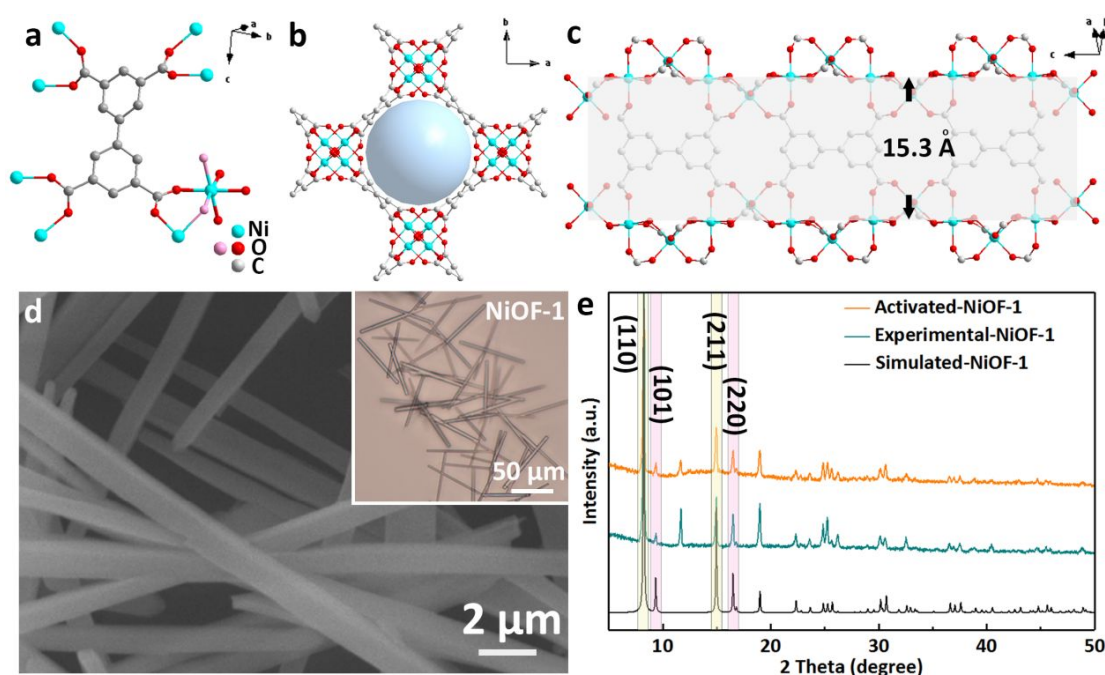 a
a
b
c
Ni
O
C
b
b
a
c
a
b
c
15.3 Å
d
2 μm
NiOF-1
50 μm
e
Activated-NiOF-1
Experimental-NiOF-1
Simulated-NiOF-1
(110)
(101)
(211)
(220)
Intensity (a.u.)
10 20 30 40 50
2 Theta (degree)